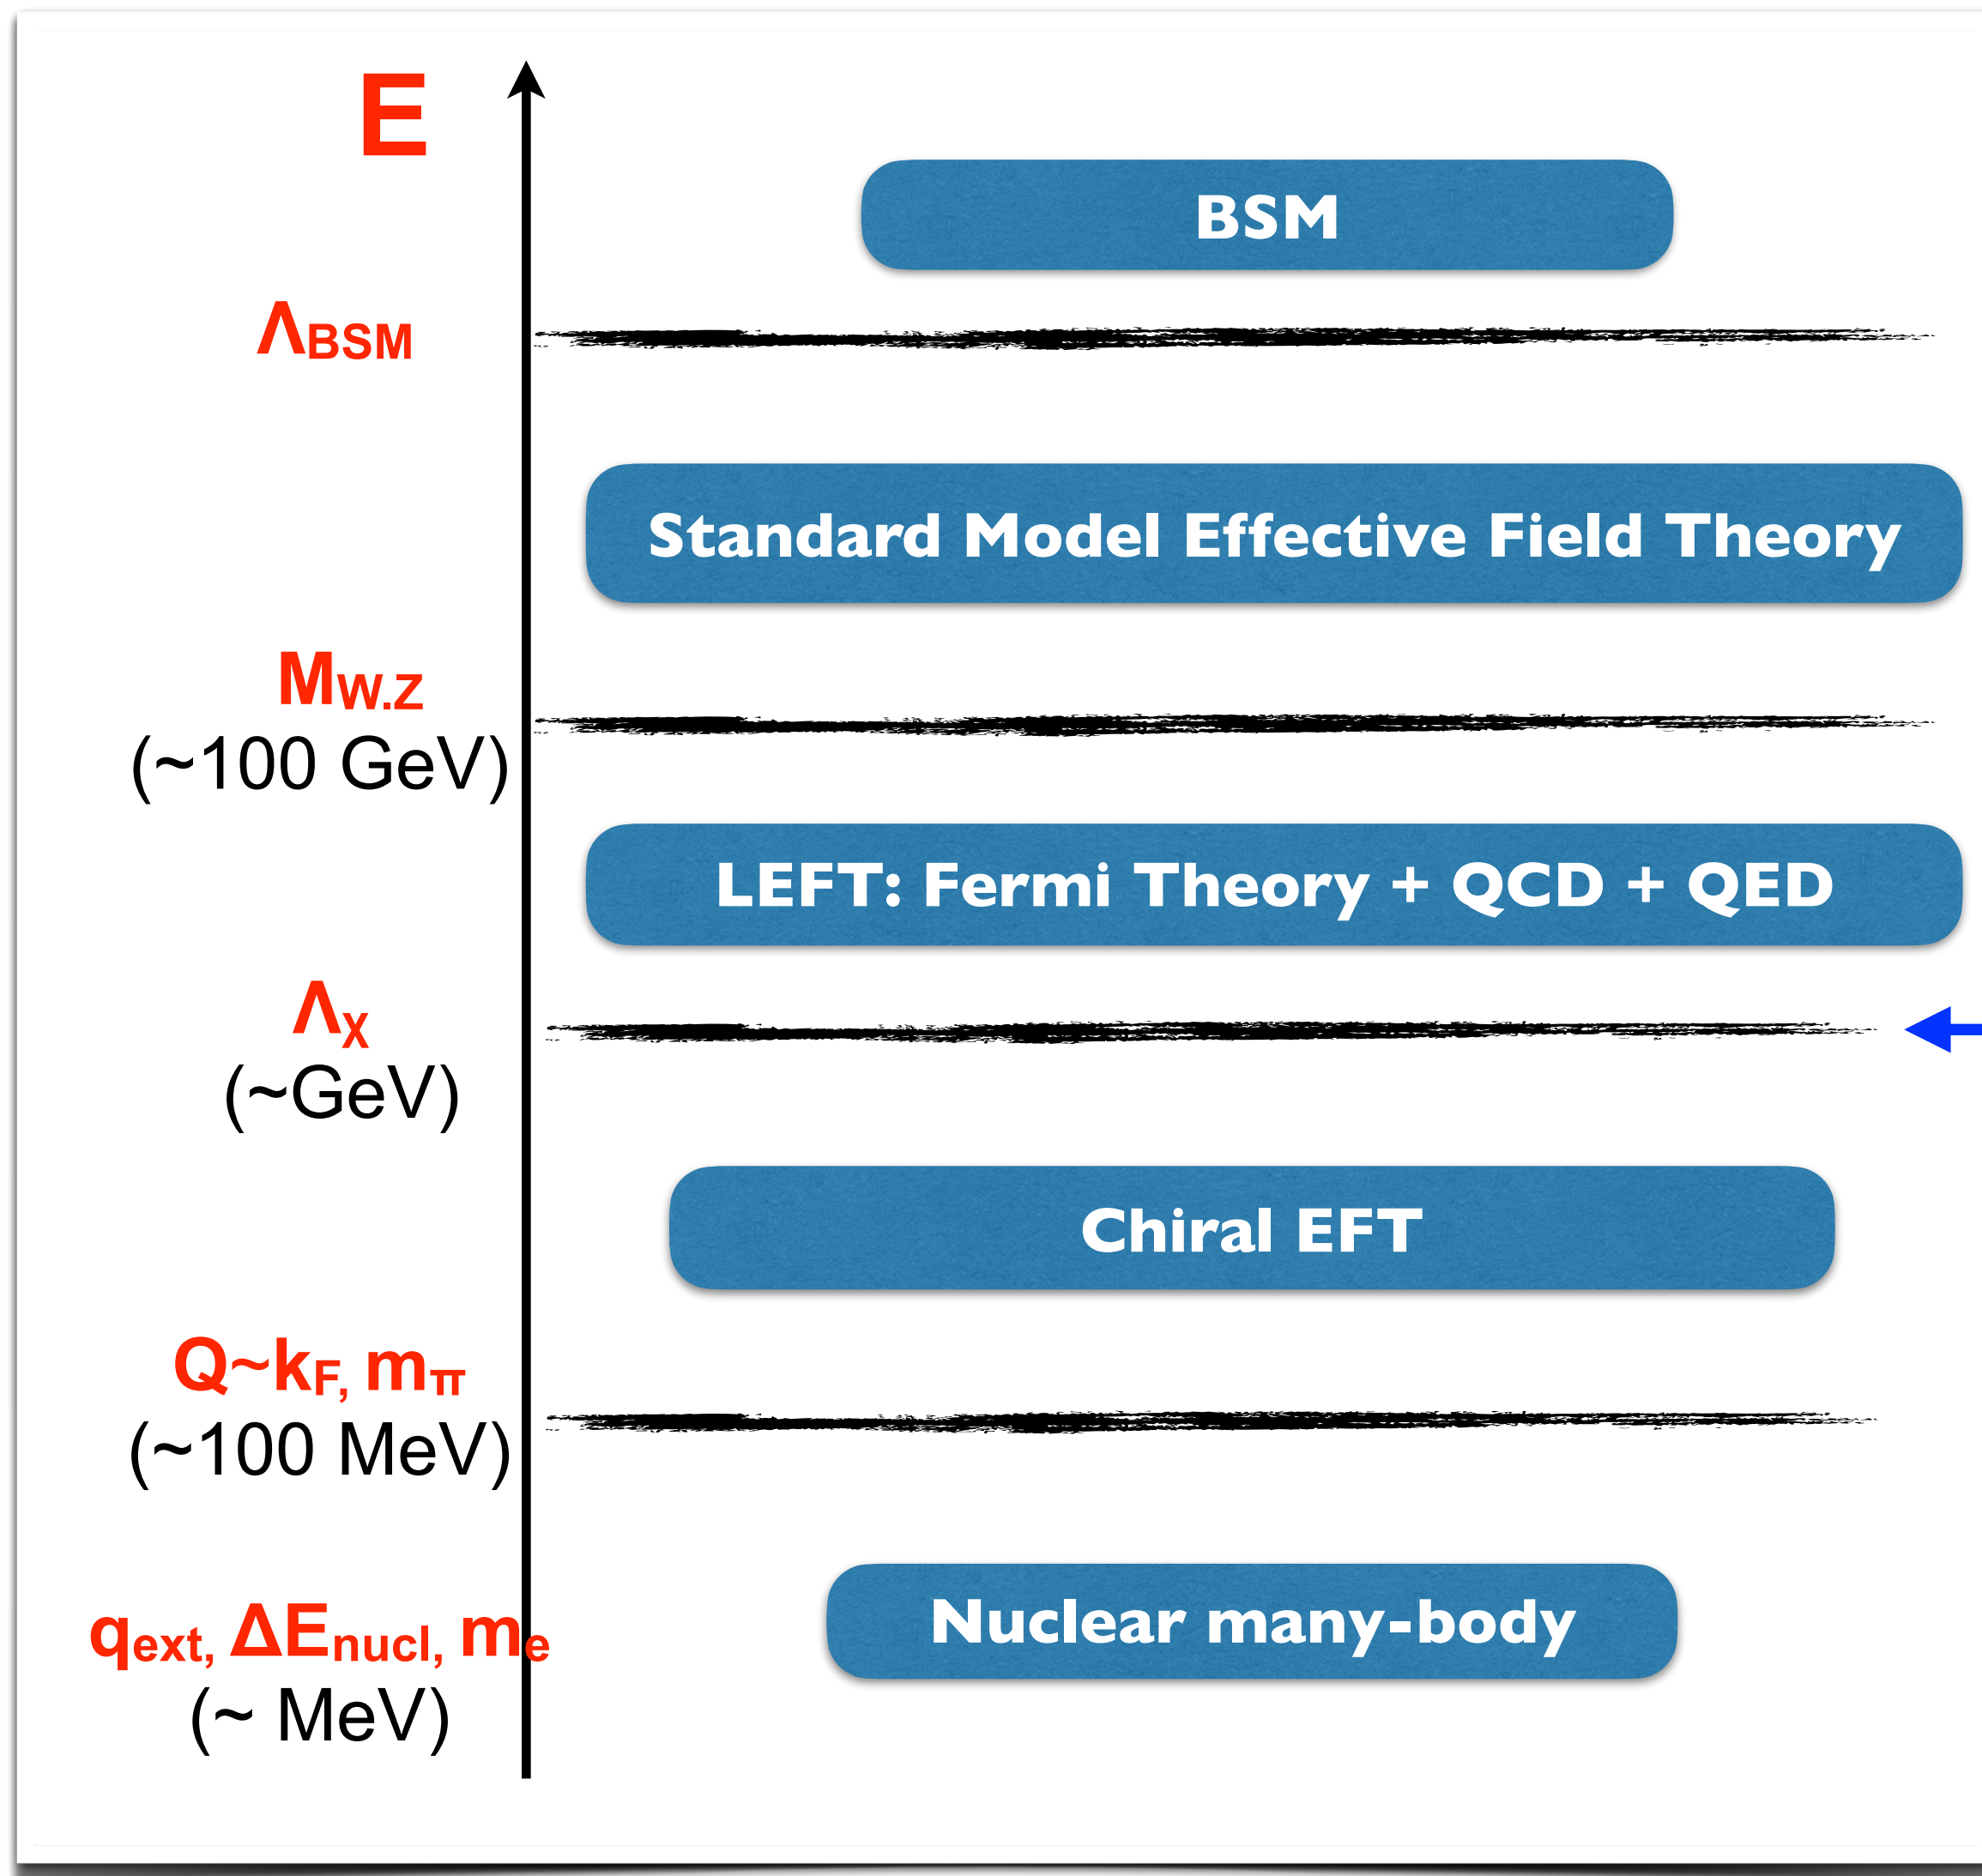 E
BSM
ΛBSM
Standard Model Effective Field Theory
MW.Z
(~100 GeV)
LEFT: Fermi Theory + QCD + QED
Λχ
(~GeV)
Chiral EFT
Q~kF, mπ
(~100 MeV)
Nuclear many-body
qext, ΔEnucl, me
(~ MeV)